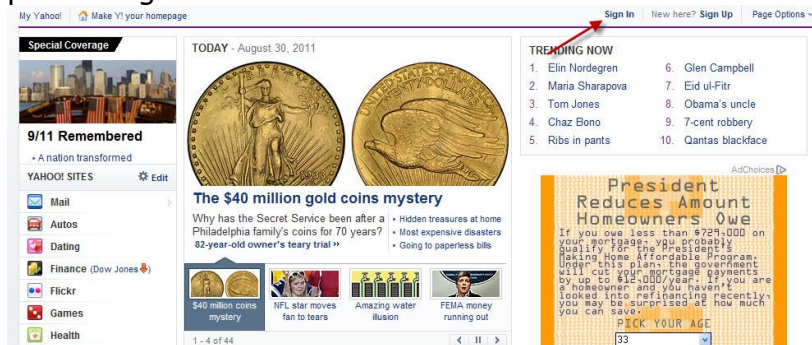 My Yahoo!
Make Y! your homepage
Sign In
New here? Sign Up
Page Options
Special Coverage
9/11 Remembered
• A nation transformed
YAHOO! SITES
Edit
Mail
Autos
Dating
Finance (Dow Jones)
Flickr
Games
Health
TODAY - August 30, 2011
The $40 million gold coins mystery
Why has the Secret Service been after a
Philadelphia family's coins for 70 years?
82-year-old owner's teary trial »
• Hidden treasures at home
• Most expensive disasters
• Going to paperless bills
$40 million coins
mystery
NFL star moves
fan to tears
Amazing water
illusion
FEMA money
running out
1 - 4 of 44
TRENDING NOW
1. Elin Nordegren
2. Maria Sharapova
3. Tom Jones
4. Chaz Bono
5. Ribs in pants
6. Glen Campbell
7. Eid ul-Fitr
8. Obama's uncle
9. 7-cent robbery
10. Qantas blackface
AdChoices
President
Reduces Amount
Homeowners Owe
If you owe less than $729,000 on
your mortgage, you probably
qualify for the President's
Making Home Affordable Program.
Under this plan, the government
will cut your mortgage payments
by up to $12,000/year. If you are
a homeowner and you haven't
looked into refinancing recently,
you may be surprised at how much
you can save.
PICK YOUR AGE
33